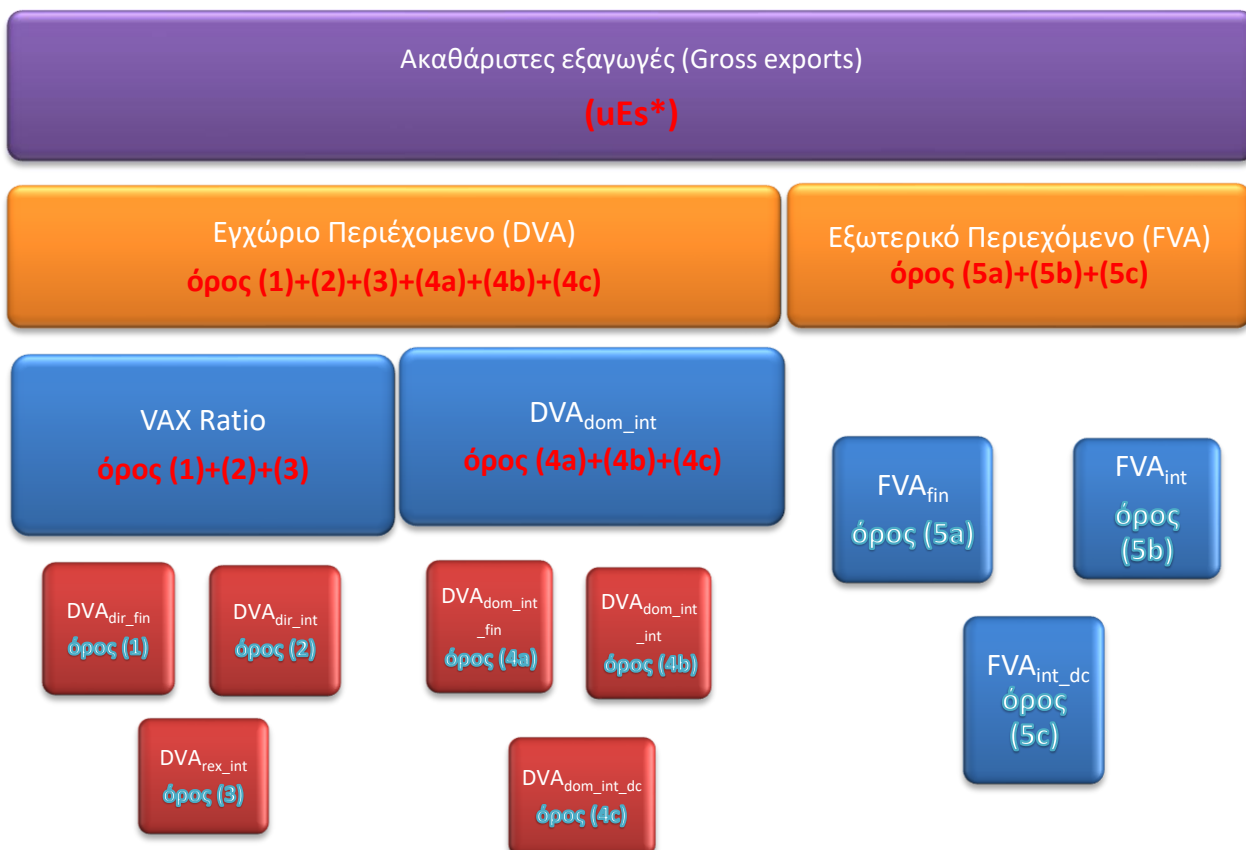 Ακαθάριστες εξαγωγές (Gross exports)
(uEs*)
Εγχώριο Περιέχομενο (DVA)
όρος (1)+(2)+(3)+(4a)+(4b)+(4c)
Εξωτερικό Περιεχόμενο (FVA)
όρος (5a)+(5b)+(5c)
VAX Ratio
όρος (1)+(2)+(3)
DVAdom_int
όρος (4a)+(4b)+(4c)
FVAfin
όρος (5a)
FVAint
όρος
(5b)
DVAdir_fin
όρος (1)
DVAdir_int
όρος (2)
DVAdom_int
_fin
όρος (4a)
DVAdom_int
_int
όρος (4b)
FVAint_dc
όρος
(5c)
DVArex_int
όρος (3)
DVAdom_int_dc
όρος (4c)